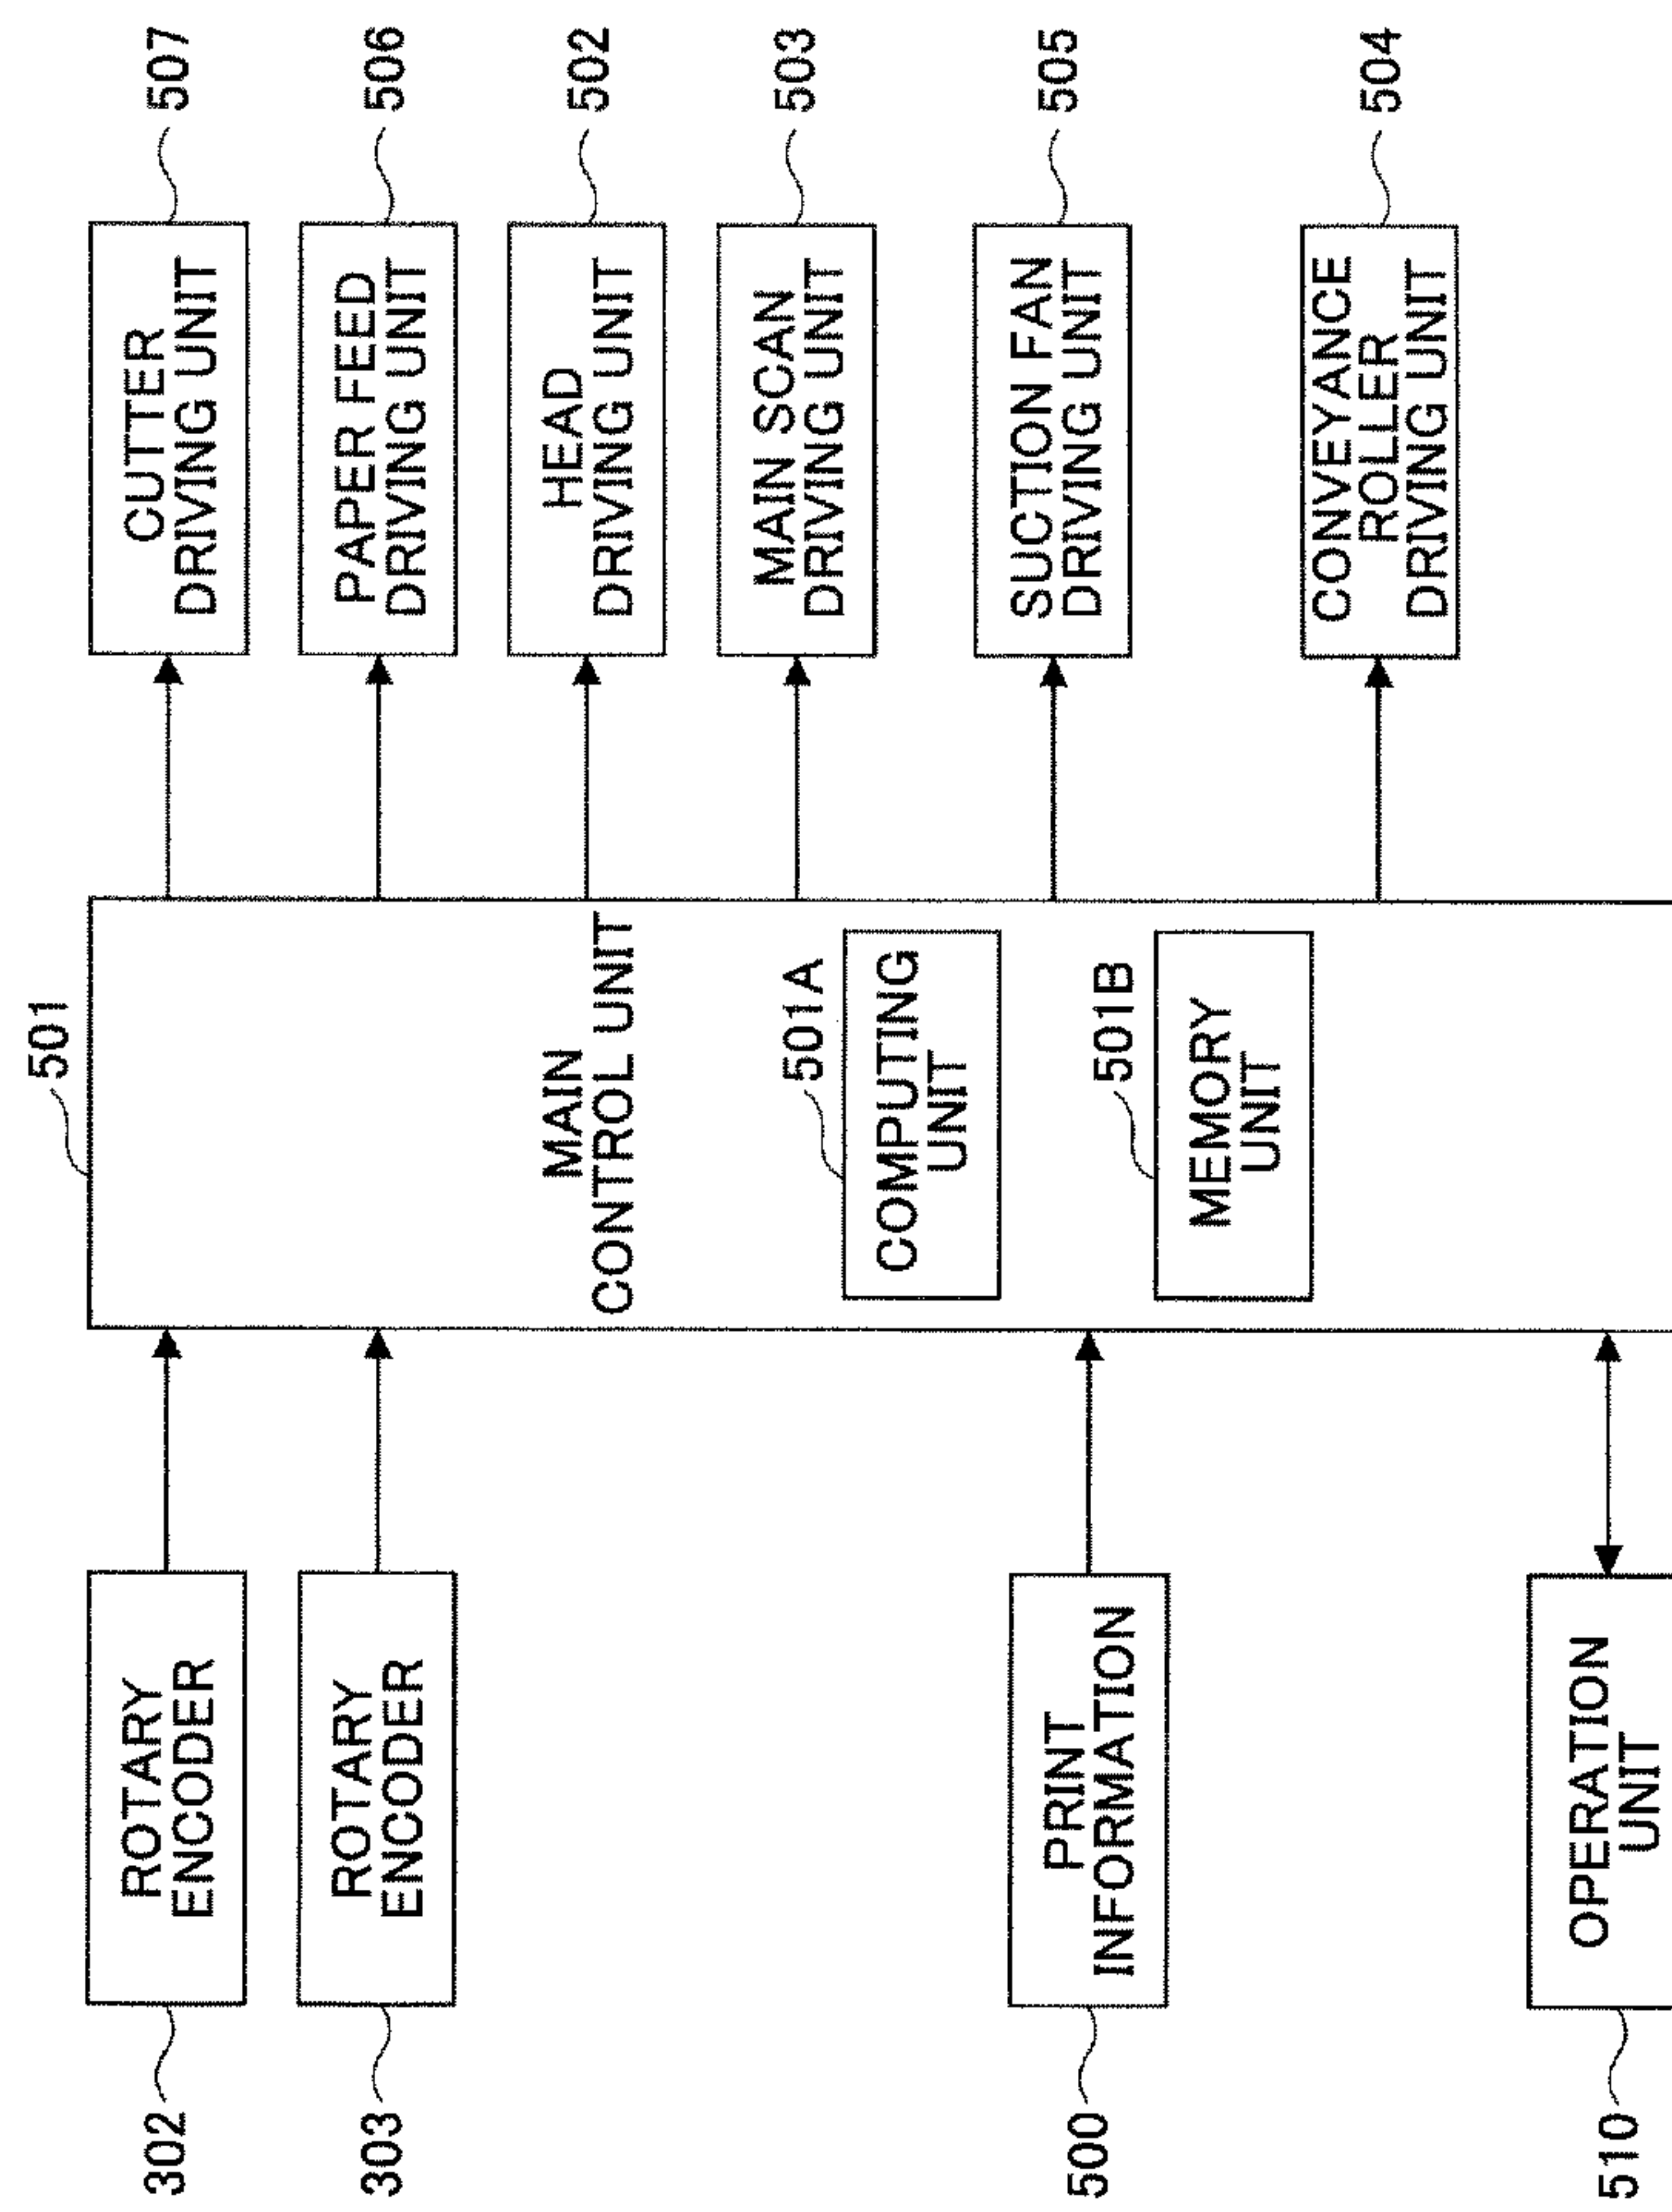 302
ROTARY
ENCODER
303
ROTARY
ENCODER
500
PRINT
INFORMATION
510
OPERATION
UNIT
501
MAIN
CONTROL UNIT
501A
COMPUTING
UNIT
501B
MEMORY
UNIT
CUTTER
DRIVING UNIT
507
PAPER FEED
DRIVING UNIT
506
HEAD
DRIVING UNIT
502
MAIN SCAN
DRIVING UNIT
503
SUCTION FAN
DRIVING UNIT
505
CONVEYANCE
ROLLER
DRIVING UNIT
504